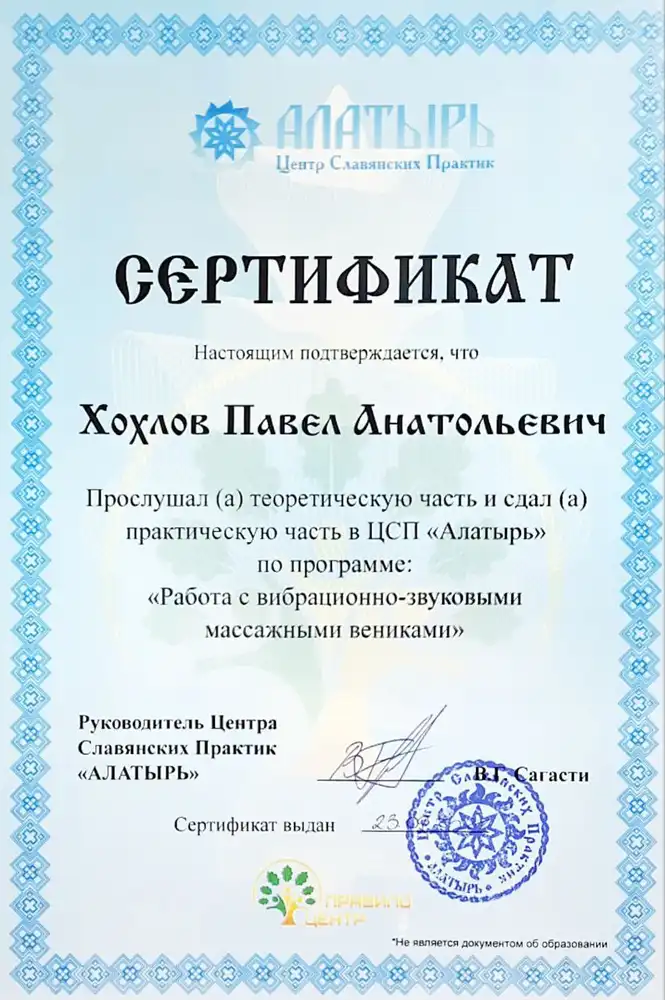 АЛАТЫРЬ
Центр Славянских Практик
СЕРТИФИКАТ
Настоящим подтверждается, что
Хохлов Павел Анатольевич
Прослушал (а) теоретическую часть и сдал (а)
практическую часть в ЦСП «Алатырь»
по программе:
«Работа с вибрационно-звуковыми
массажными вениками»
Руководитель Центра
Славянских Практик
«АЛАТЫРЬ»
В.Г. Сагасти
Сертификат выдан 23
Центр Славянских Практик
АЛАТЫРЬ
ПРАВИЛО
ЦЕНТР
*Не является документом об образовании